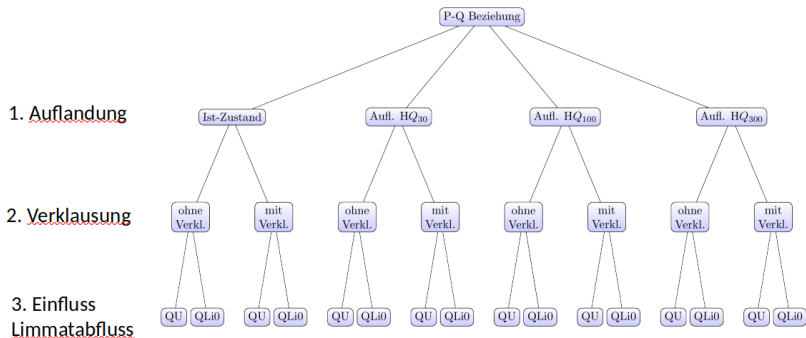 P-Q Beziehung
1. Auflandung
Ist-Zustand
Aufl. HQ30
Aufl. HQ100
Aufl. HQ300
2. Verklausung
ohne
Verkl.
mit
Verkl.
ohne
Verkl.
mit
Verkl.
ohne
Verkl.
mit
Verkl.
ohne
Verkl.
mit
Verkl.
3. Einfluss
Limmatabfluss
QU
QLi0
QU
QLi0
QU
QLi0
QU
QLi0
QU
QLi0
QU
QLi0
QU
QLi0
QU
QLi0